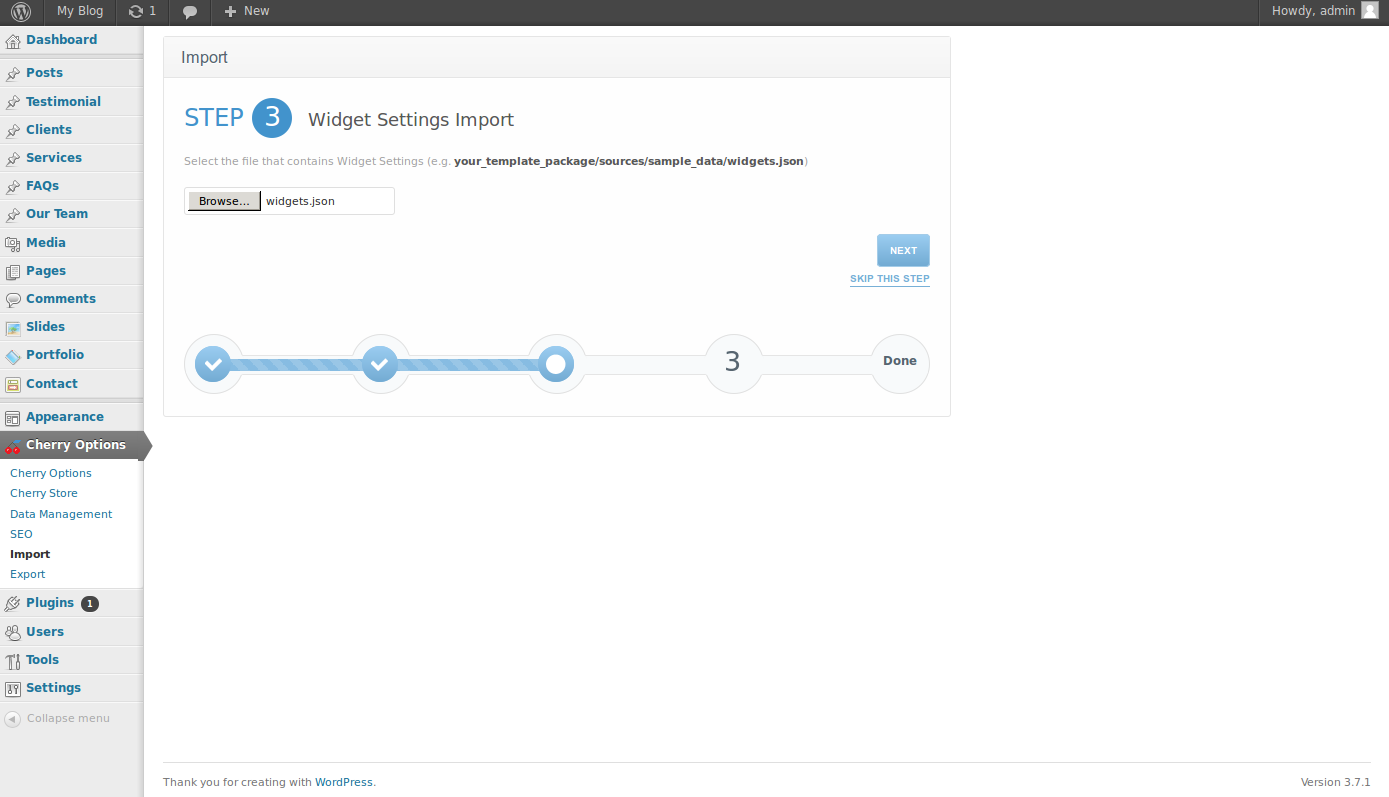 My Blog 1 New Howdy, admin
Dashboard
Posts
Testimonial
Clients
Services
FAQs
Our Team
Media
Pages
Comments
Slides
Portfolio
Contact
Appearance
Cherry Options
Cherry Options
Cherry Store
Data Management
SEO
Import
Export
Plugins 1
Users
Tools
Settings
Collapse menu
Import
STEP 3 Widget Settings Import
Select the file that contains Widget Settings (e.g. your_template_package/sources/sample_data/widgets.json)
Browse... widgets.json
NEXT
SKIP THIS STEP
3 Done
Thank you for creating with WordPress. Version 3.7.1